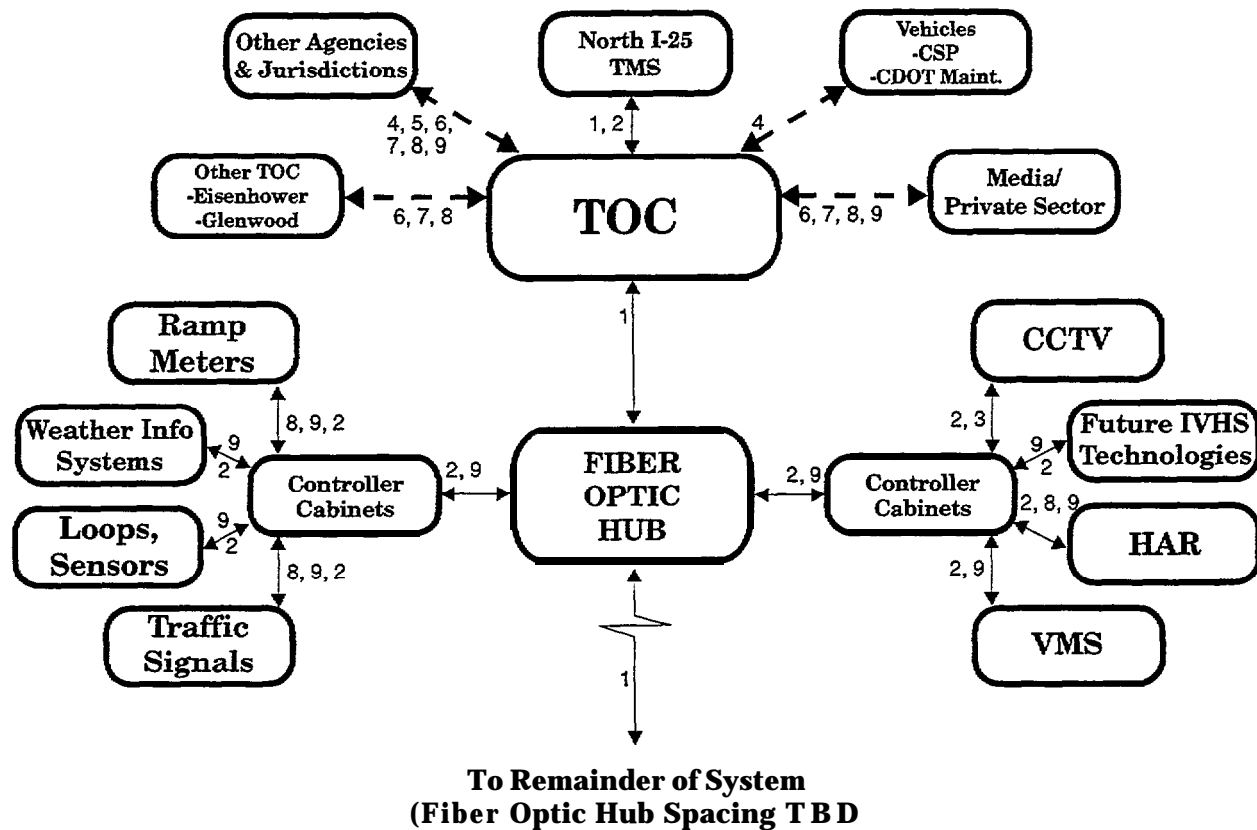 Other Agencies
& Jurisdictions
North I-25
TMS
Vehicles
-CSP
-CDOT Maint.
4, 5, 6,
7, 8, 9
1, 2
4
Other TOC
-Eisenhower
-Glenwood
6, 7, 8
TOC
6, 7, 8, 9
Media/
Private Sector
1
Ramp
Meters
CCTV
8, 9, 2
2, 3
Weather Info
Systems
9
2
Future IVHS
Technologies
9
2
Controller
Cabinets
2, 9
FIBER
OPTIC
HUB
2, 9
Controller
Cabinets
Loops,
Sensors
9
2
2, 8, 9
HAR
8, 9, 2
2, 9
Traffic
Signals
VMS
1
To Remainder of System
(Fiber Optic Hub Spacing T B D